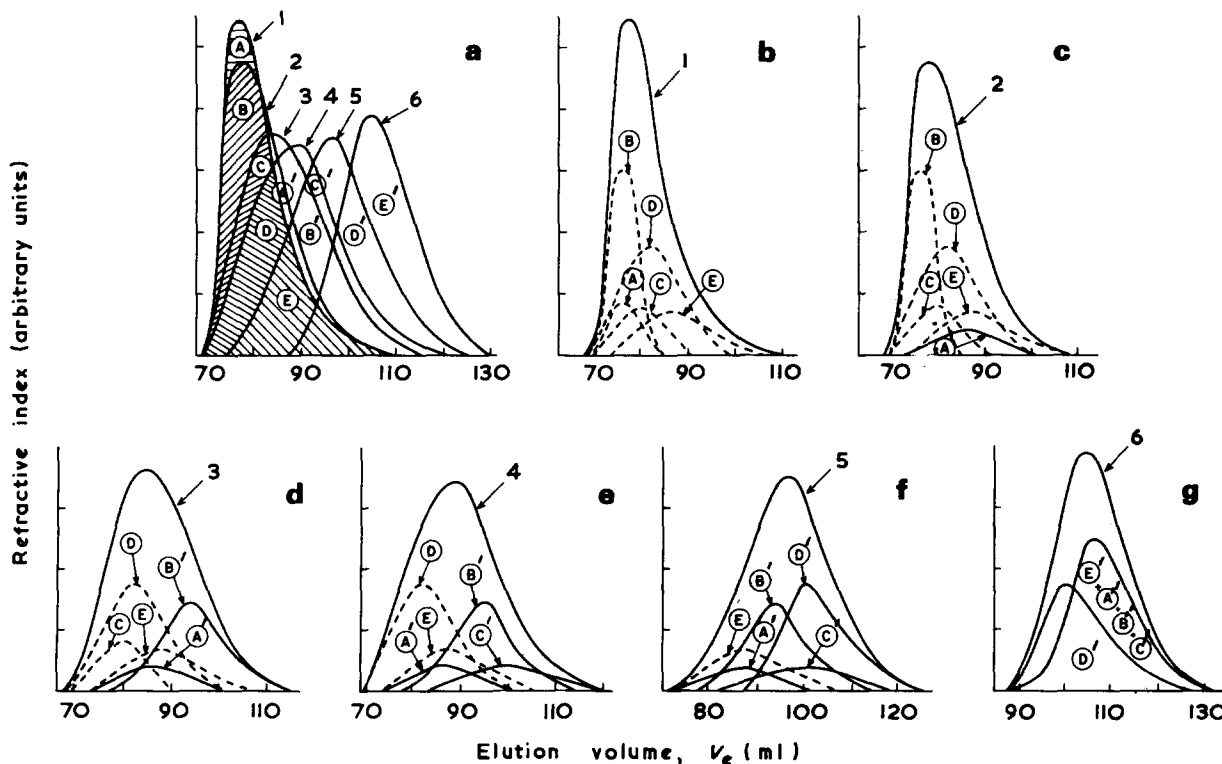 a
1
2
3
4
5
6
A
B
C
D
E
A′
B′
C′
D′
E′
70 90 110 130
b
1
B
D
A
C
E
70 90 110
c
2
B
D
C
E
A
70 90 110
Refractive index (arbitrary units)
d
3
D
B′
C
E
A′
70 90 110
e
4
D
B′
A′
E
C′
70 90 110
f
5
D′
B′
E
A′
C′
80 100 120
g
6
E′
+
A′
+
B′
+
C′
D′
90 110 130
Elution volume, Ve (ml)